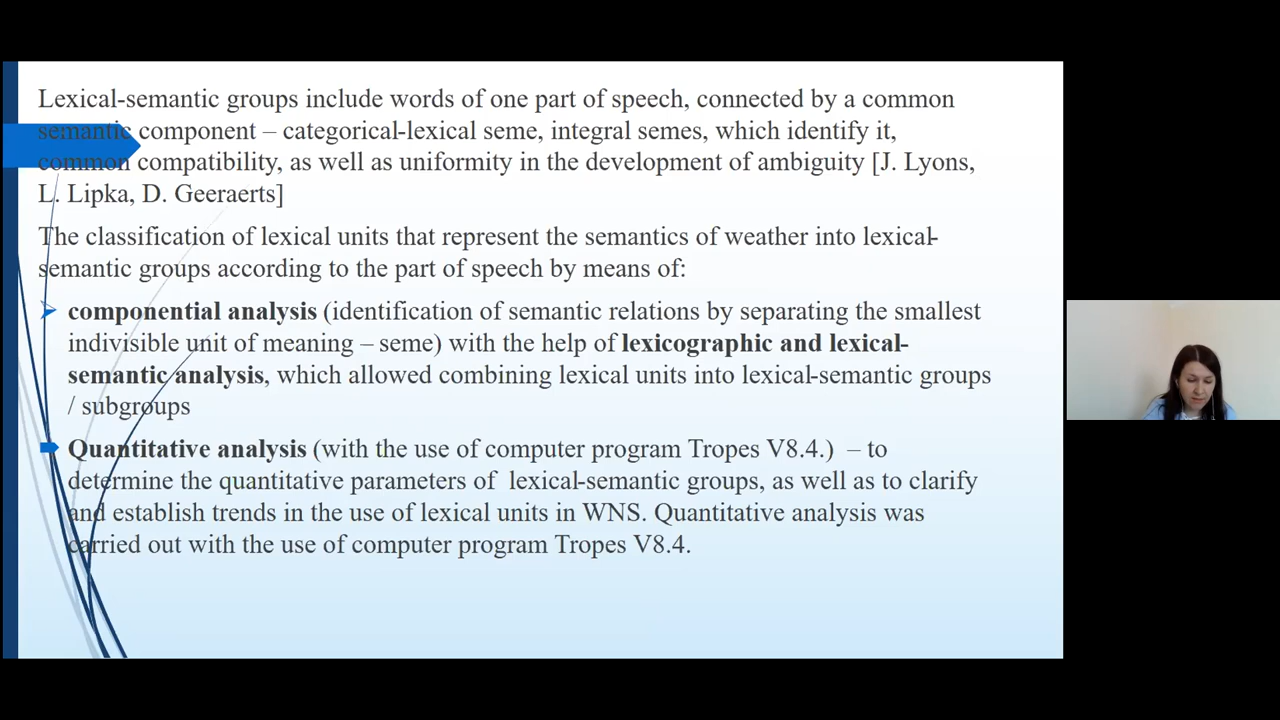 Lexical-semantic groups include words of one part of speech, connected by a common
semantic component – categorical-lexical seme, integral semes, which identify it,
common compatibility, as well as uniformity in the development of ambiguity [J. Lyons,
L. Lipka, D. Geeraerts]
The classification of lexical units that represent the semantics of weather into lexical-
semantic groups according to the part of speech by means of:
componential analysis (identification of semantic relations by separating the smallest
indivisible unit of meaning – seme) with the help of lexicographic and lexical-
semantic analysis, which allowed combining lexical units into lexical-semantic groups
/ subgroups
Quantitative analysis (with the use of computer program Tropes V8.4.) – to
determine the quantitative parameters of lexical-semantic groups, as well as to clarify
and establish trends in the use of lexical units in WNS. Quantitative analysis was
carried out with the use of computer program Tropes V8.4.